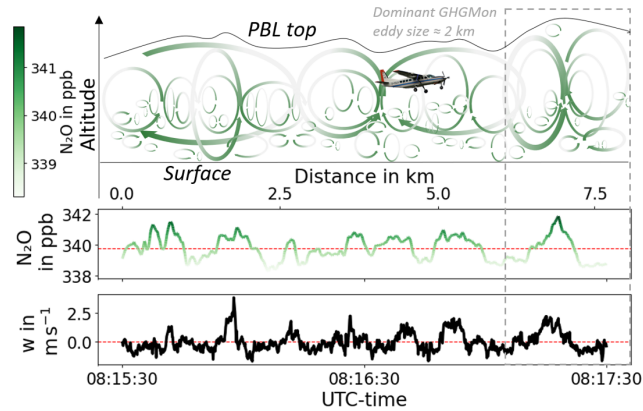 PBL top
Dominant GHGMon
eddy size ≈ 2 km
341
340
339
N₂O in ppb
Altitude
Surface
Distance in km
0.0
2.5
5.0
7.5
342
340
338
N₂O
in ppb
2.5
0.0
w in
m s⁻¹
08:15:30
08:16:30
08:17:30
UTC-time